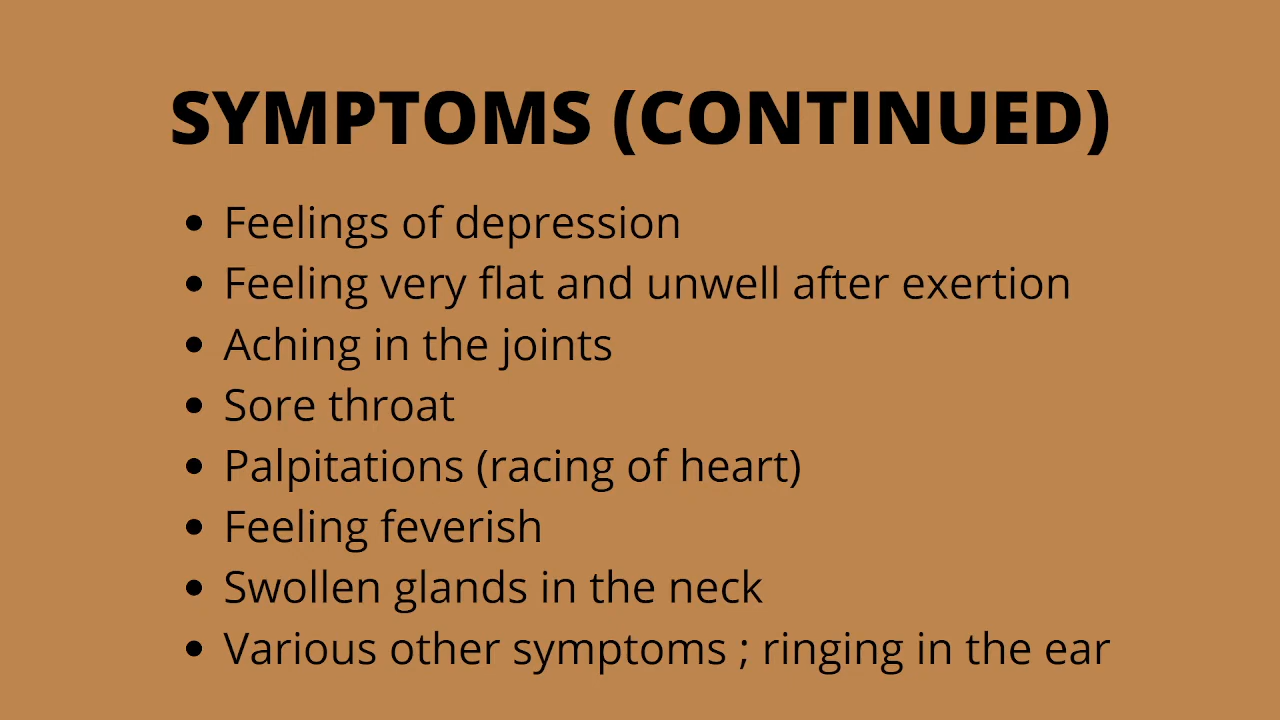 SYMPTOMS (CONTINUED)
• Feelings of depression
• Feeling very flat and unwell after exertion
• Aching in the joints
• Sore throat
• Palpitations (racing of heart)
• Feeling feverish
• Swollen glands in the neck
• Various other symptoms ; ringing in the ear